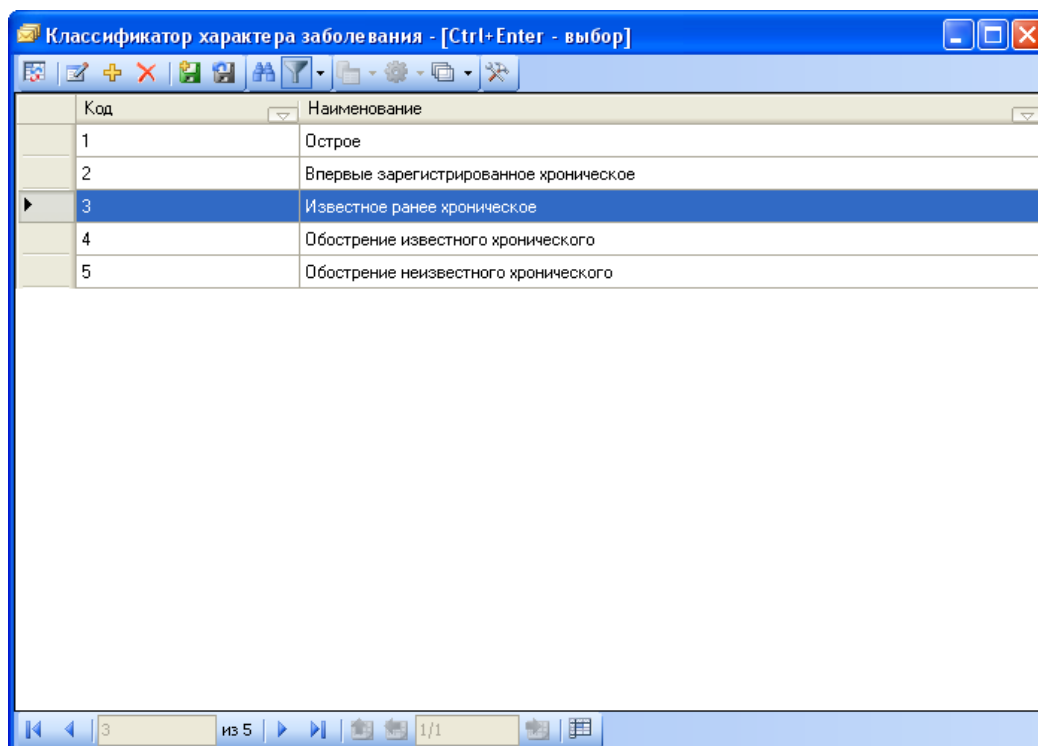 Классификатор характера заболевания - [Ctrl+Enter - выбор]
Код Наименование
1 Острое
2 Впервые зарегистрированное хроническое
3 Известное ранее хроническое
4 Обострение известного хронического
5 Обострение неизвестного хронического
3 из 5 1/1